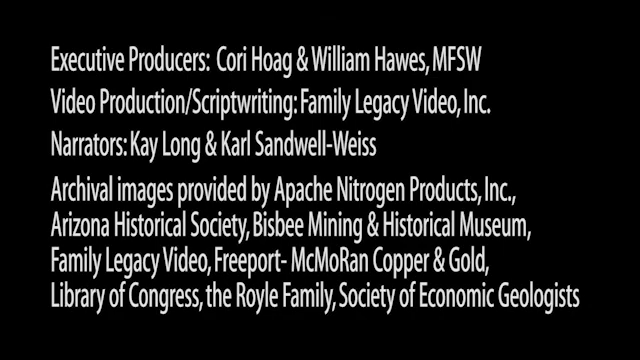 Executive Producers: Cori Hoag & William Hawes, MFSW
Video Production/Scriptwriting: Family Legacy Video, Inc.
Narrators: Kay Long & Karl Sandwell-Weiss
Archival images provided by Apache Nitrogen Products, Inc.,
Arizona Historical Society, Bisbee Mining & Historical Museum,
Family Legacy Video, Freeport- McMoRan Copper & Gold,
Library of Congress, the Royle Family, Society of Economic Geologists